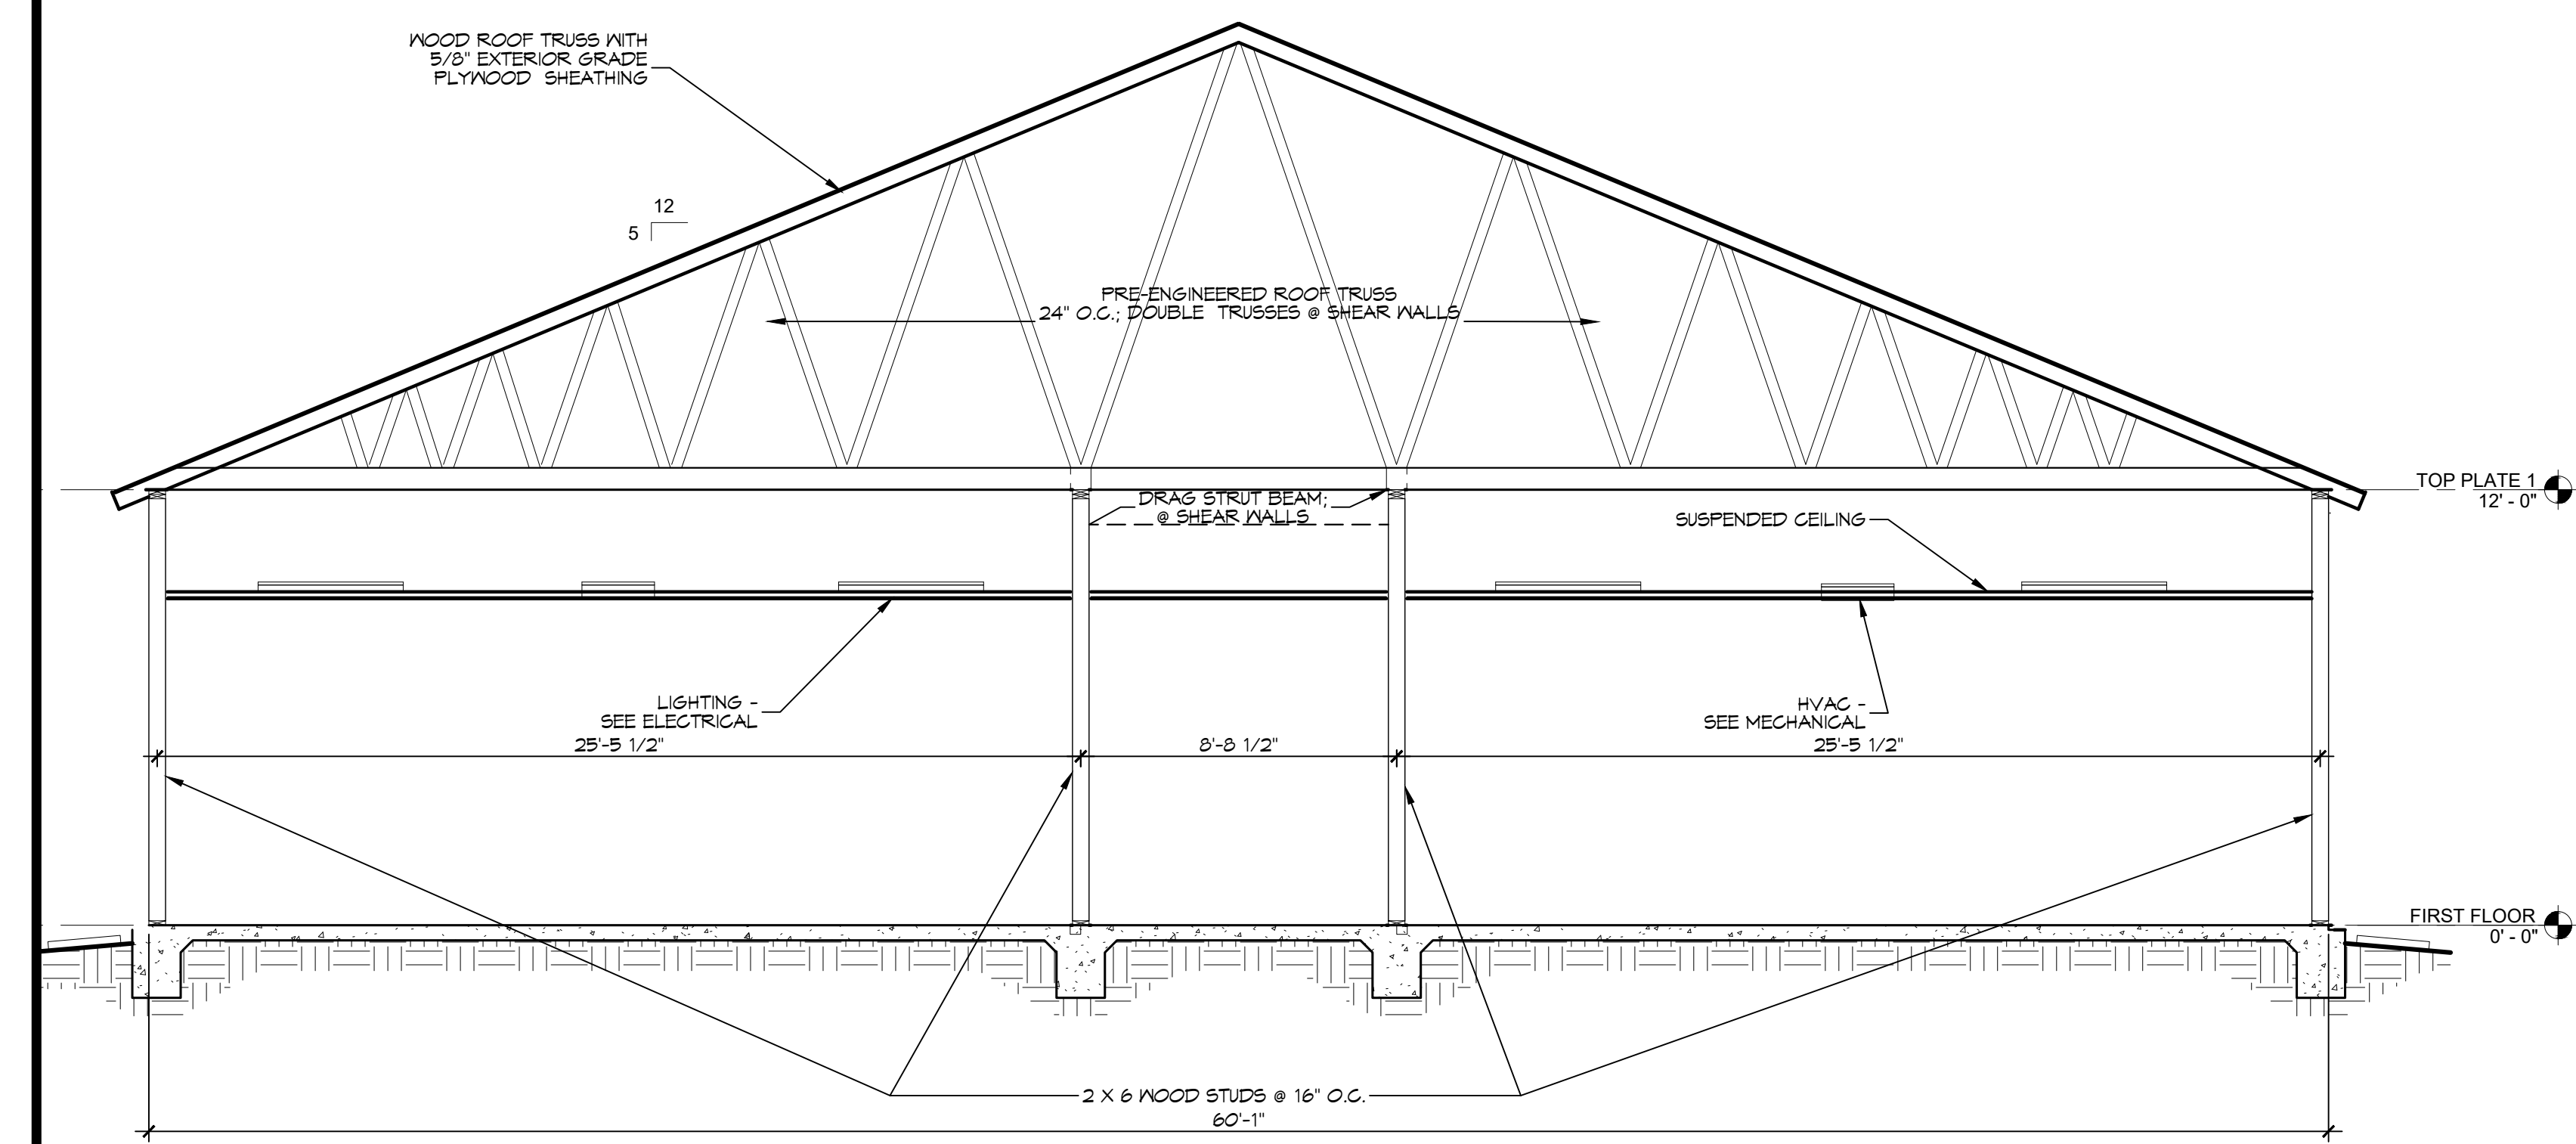 WOOD ROOF TRUSS WITH
5/8" EXTERIOR GRADE
PLYWOOD SHEATHING
12
5
PRE-ENGINEERED ROOF TRUSS
24" O.C.; DOUBLE TRUSSES @ SHEAR WALLS
TOP PLATE 1
12' - 0"
DRAG STRUT BEAM;
@ SHEAR WALLS
SUSPENDED CEILING
LIGHTING -
SEE ELECTRICAL
HVAC -
SEE MECHANICAL
25'-5 1/2"
8'-8 1/2"
25'-5 1/2"
FIRST FLOOR
0' - 0"
2 X 6 WOOD STUDS @ 16" O.C.
60'-1"